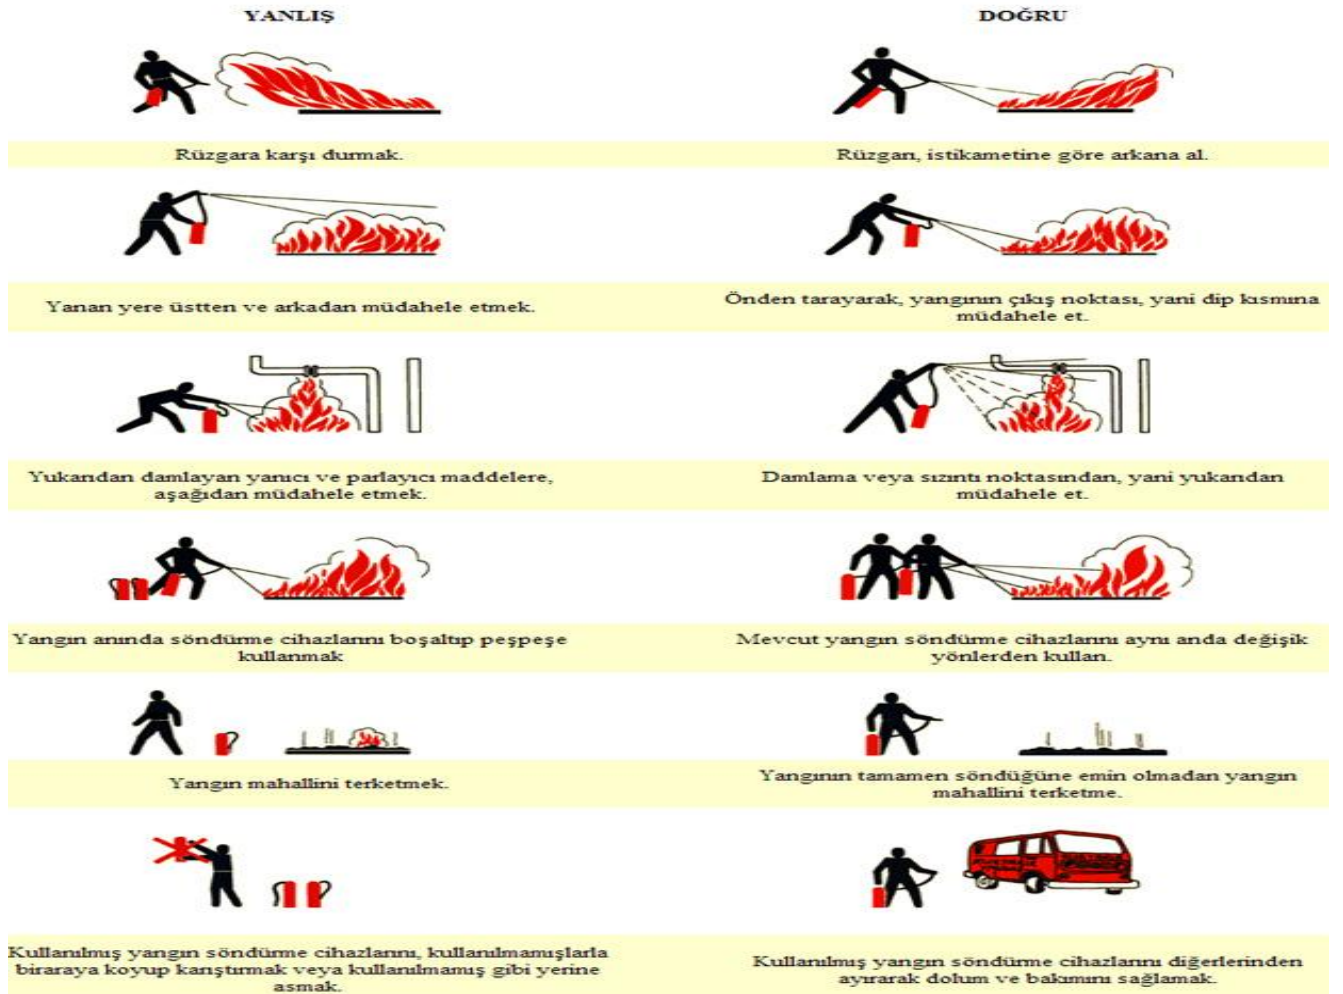 YANLIŞ
DOĞRU
Rüzgara karşı durmak.
Rüzgarı, istikametine göre arkana al.
Yanan yere üstten ve arkadan müdahele etmek.
Önden tarayarak, yangının çıkış noktası, yani dip kısmına
müdahele et.
Yukarıdan damlayan yanıcı ve parlayıcı maddelere,
aşağıdan müdahele etmek.
Damlama veya sızıntı noktasından, yani yukarıdan
müdahele et.
Yangın anında söndürme cihazlarını boşaltıp peşpeşe
kullanmak
Mevcut yangın söndürme cihazlarını aynı anda değişik
yönlerden kullan.
Yangın mahallini terketmek.
Yangının tamamen söndüğüne emin olmadan yangın
mahallini terketme.
Kullanılmış yangın söndürme cihazlarını, kullanılmamışlarla
biraraya koyup karıştırmak veya kullanılmamış gibi yerine
asmak.
Kullanılmış yangın söndürme cihazlarını diğerlerinden
ayırarak dolum ve bakımını sağlamak.